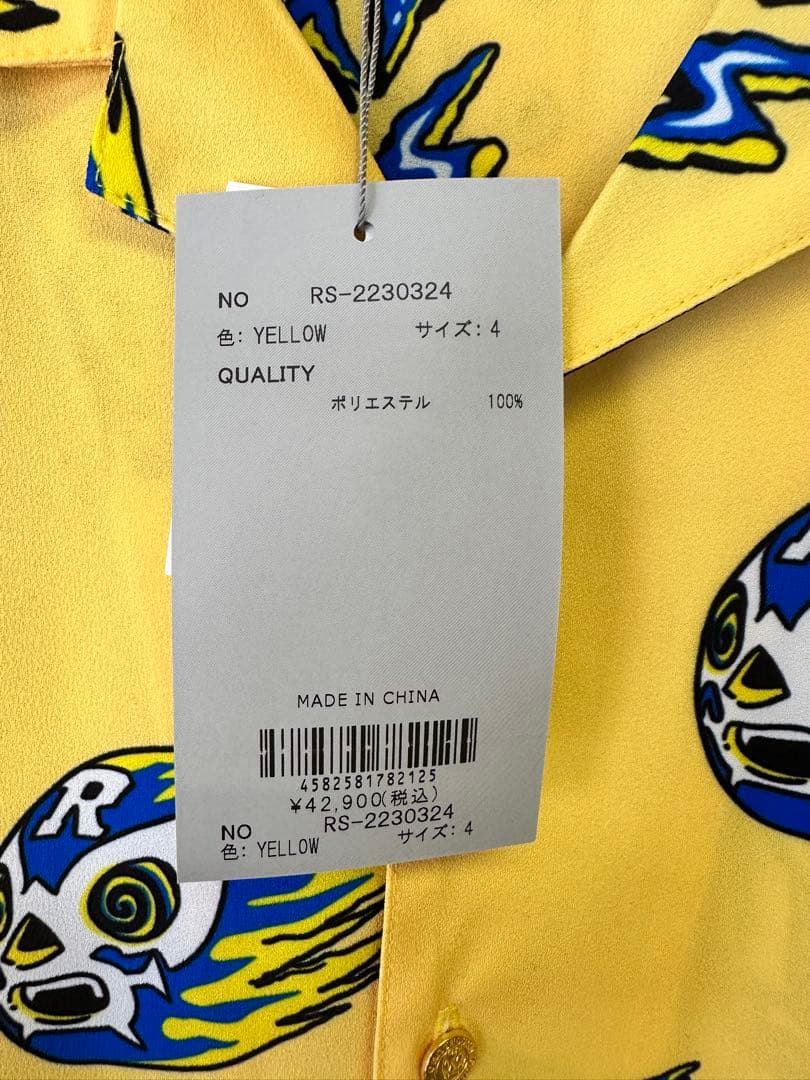 NO RS-2230324
色: YELLOW サイズ: 4
QUALITY
ポリエステル 100%
MADE IN CHINA
4582581782125
¥42,900(税込)
NO RS-2230324
色: YELLOW サイズ: 4
R